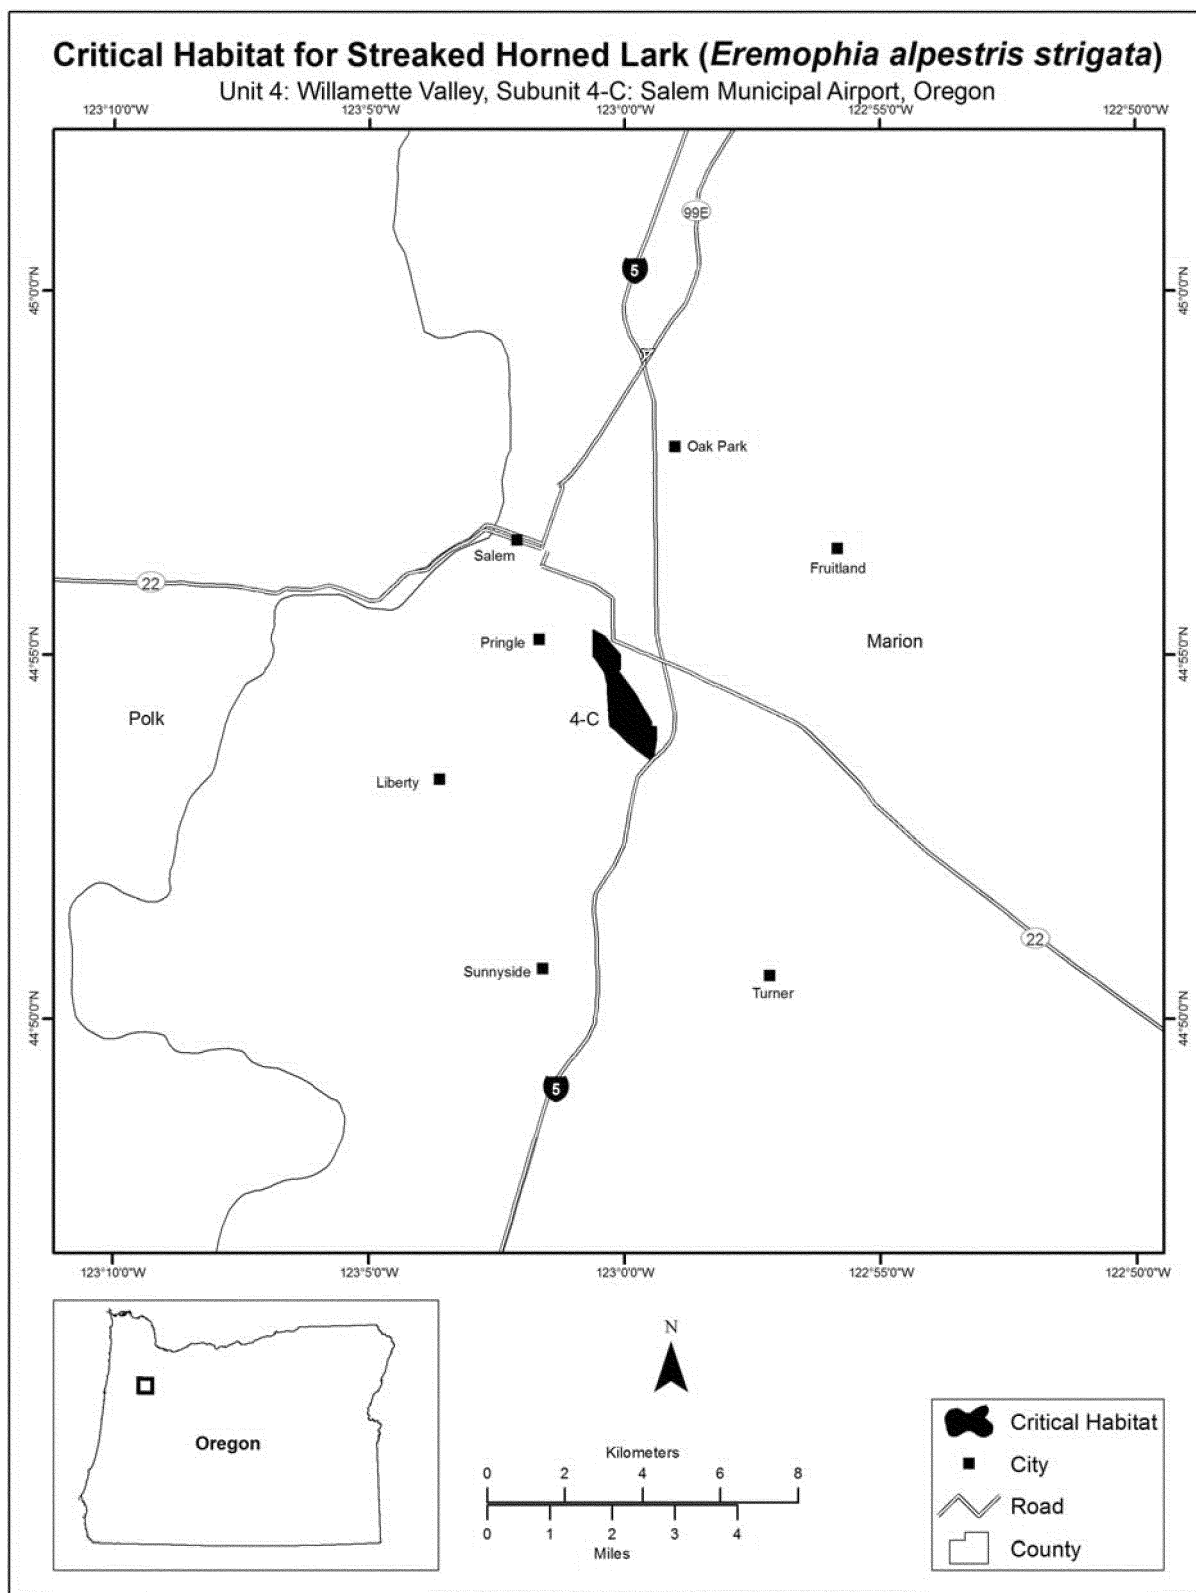 Critical Habitat for Streaked Horned Lark (Eremophia alpestris strigata)
Unit 4: Willamette Valley, Subunit 4-C: Salem Municipal Airport, Oregon
123°10'0"W 123°5'0"W 123°0'0"W 122°55'0"W 122°50'0"W
99E
5
45°0'0"N 45°0'0"N
Oak Park
Salem
Fruitland
22
Pringle
Marion
44°55'0"N 44°55'0"N
Polk
4-C
Liberty
22
Sunnyside
Turner
44°50'0"N 44°50'0"N
5
123°10'0"W 123°5'0"W 123°0'0"W 122°55'0"W 122°50'0"W
Oregon
N
Kilometers
0 2 4 6 8
0 1 2 3 4
Miles
Critical Habitat
City
Road
County